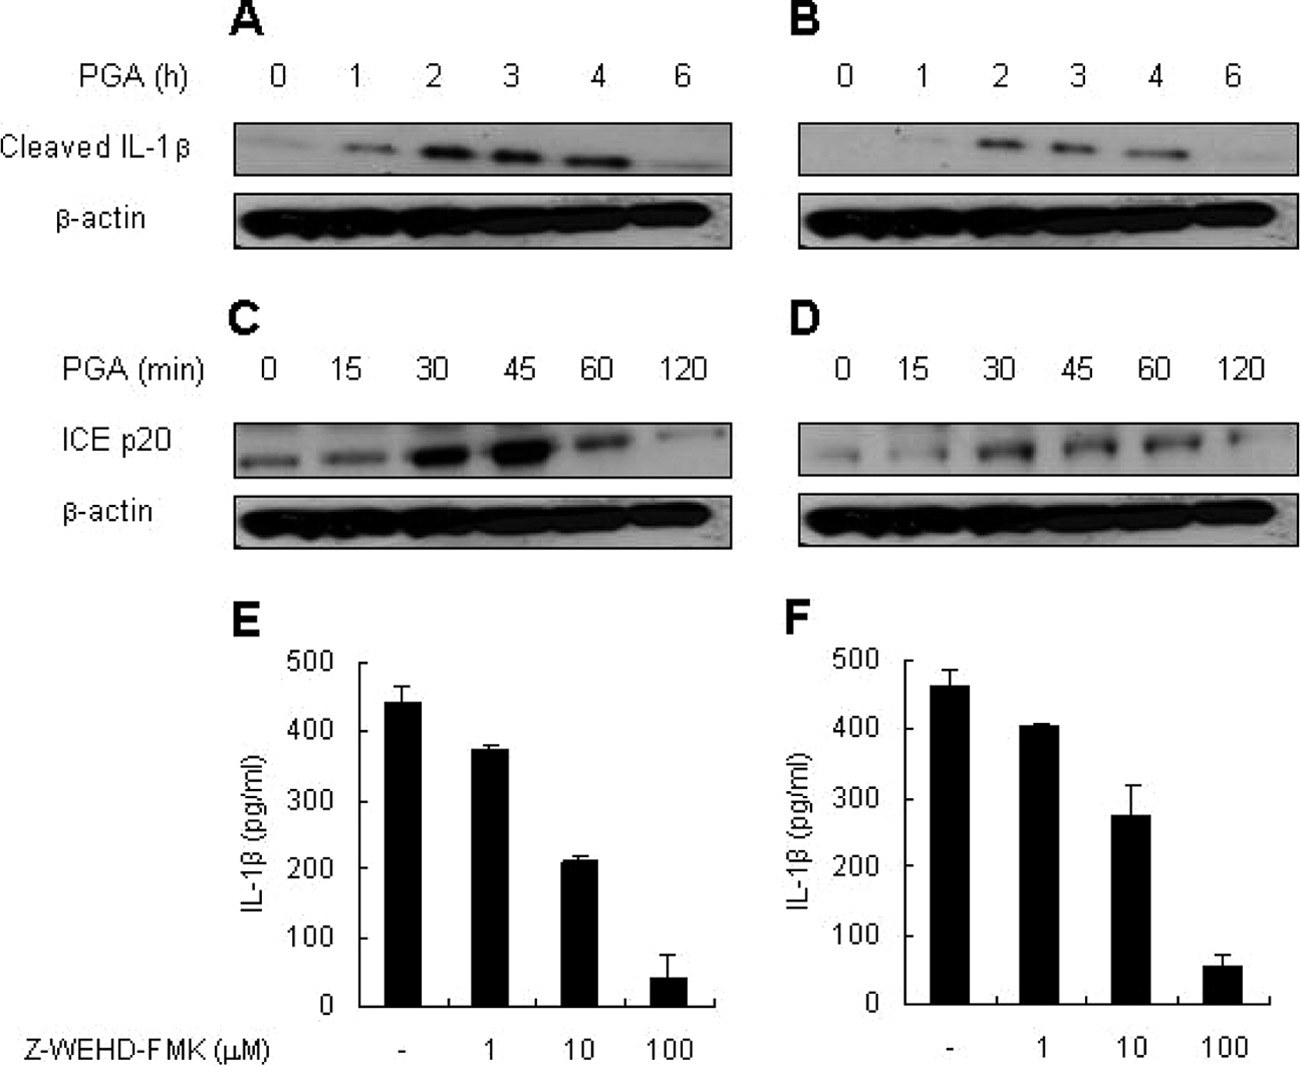 A B
PGA (h) 0 1 2 3 4 6 0 1 2 3 4 6
Cleaved IL-1β
β-actin
C D
PGA (min) 0 15 30 45 60 120 0 15 30 45 60 120
ICE p20
β-actin
E F
500 500
400 400
300 300
200 200
100 100
0 0
IL-1β (pg/ml) IL-1β (pg/ml)
Z-WEHD-FMK (μM) - 1 10 100 - 1 10 100